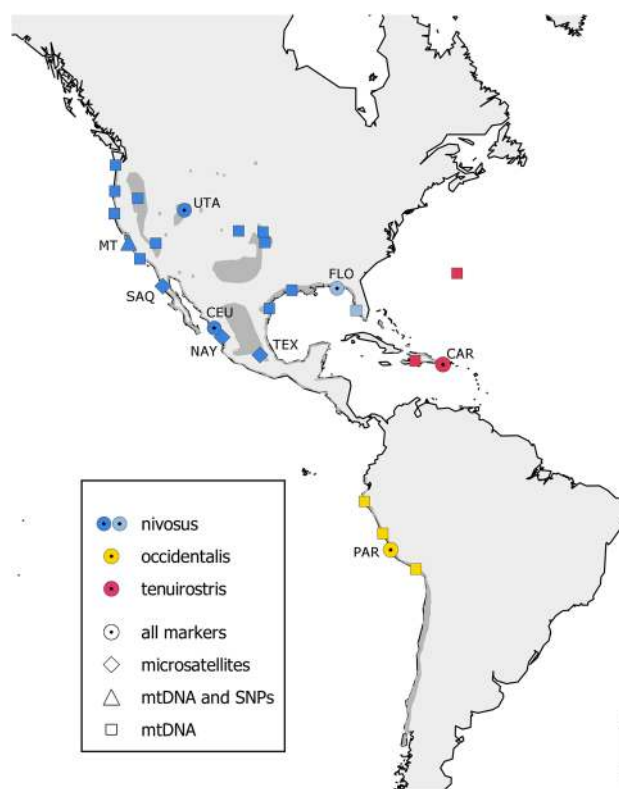 UTA
MT
FLO
SAQ
CEU
NAY
TEX
CAR
PAR
nivosus
occidentalis
tenuirostris
all markers
microsatellites
mtDNA and SNPs
mtDNA